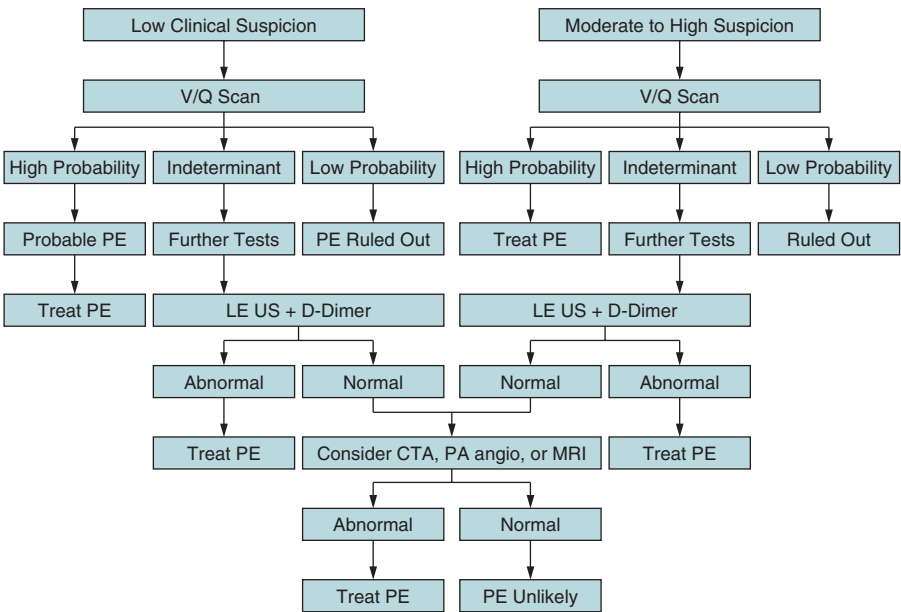 Low Clinical Suspicion
Moderate to High Suspicion
V/Q Scan
V/Q Scan
High Probability
Indeterminant
Low Probability
High Probability
Indeterminant
Low Probability
Probable PE
Further Tests
PE Ruled Out
Treat PE
Further Tests
Ruled Out
Treat PE
LE US + D-Dimer
LE US + D-Dimer
Abnormal
Normal
Normal
Abnormal
Treat PE
Consider CTA, PA angio, or MRI
Treat PE
Abnormal
Normal
Treat PE
PE Unlikely